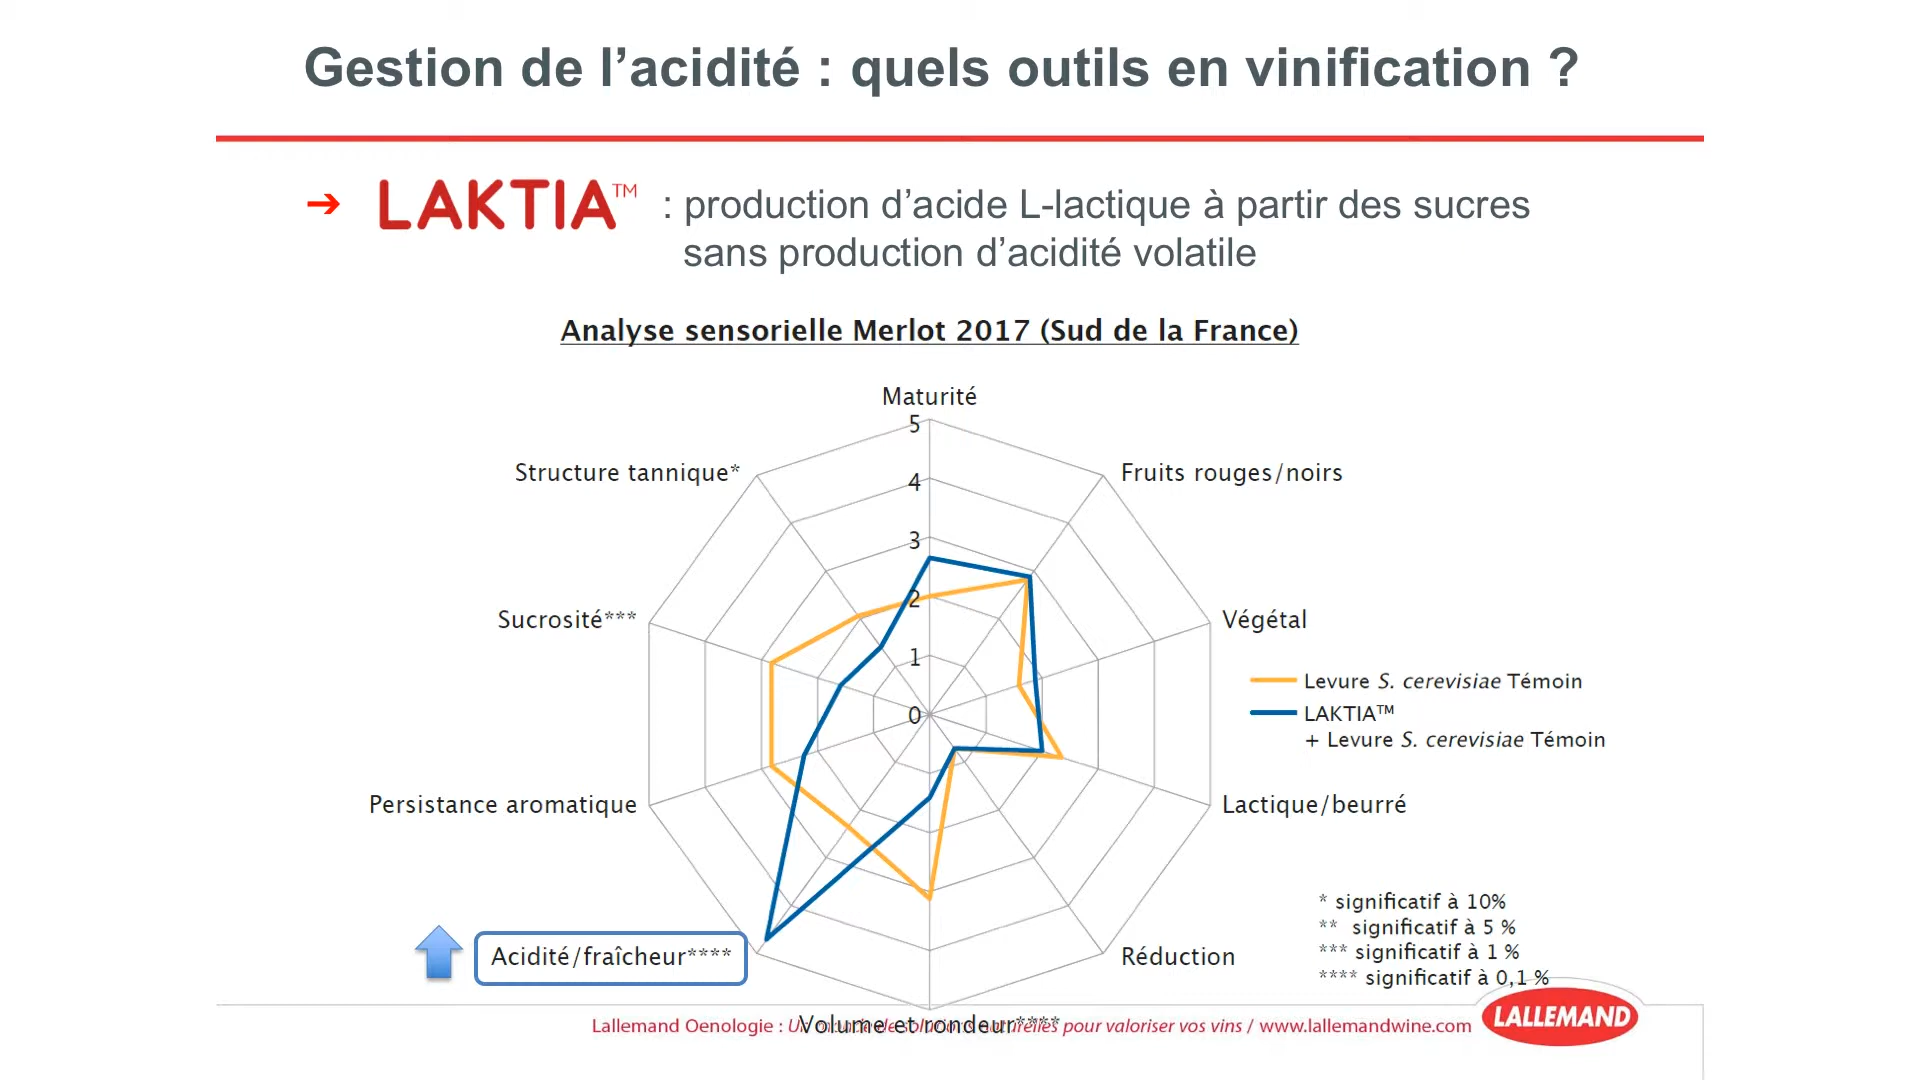 Gestion de l’acidité : quels outils en vinification ?
➔ LAKTIA™ : production d’acide L-lactique à partir des sucres
sans production d’acidité volatile
Analyse sensorielle Merlot 2017 (Sud de la France)
Maturité
5
Structure tannique*
Fruits rouges/noirs
4
3
2
Sucrosité***
Végétal
1
Levure S. cerevisiae Témoin
0
LAKTIA™
+ Levure S. cerevisiae Témoin
Persistance aromatique
Lactique/beurré
* significatif à 10%
** significatif à 5 %
*** significatif à 1 %
**** significatif à 0,1 %
Acidité/fraîcheur****
Réduction
Volume et rondeur****
Lallemand Oenologie : Un monde de solutions naturelles pour valoriser vos vins / www.lallemandwine.com
LALLEMAND